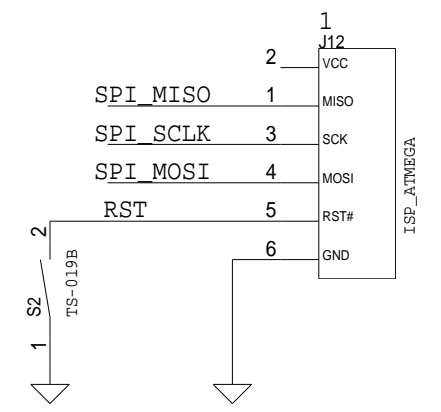 1
J12
2 VCC
SPI_MISO 1 MISO
SPI_SCLK 3 SCK
SPI_MOSI 4 MOSI
RST 5 RST#
6 GND
ISP_ATMEGA
2
S2
TS-019B
1